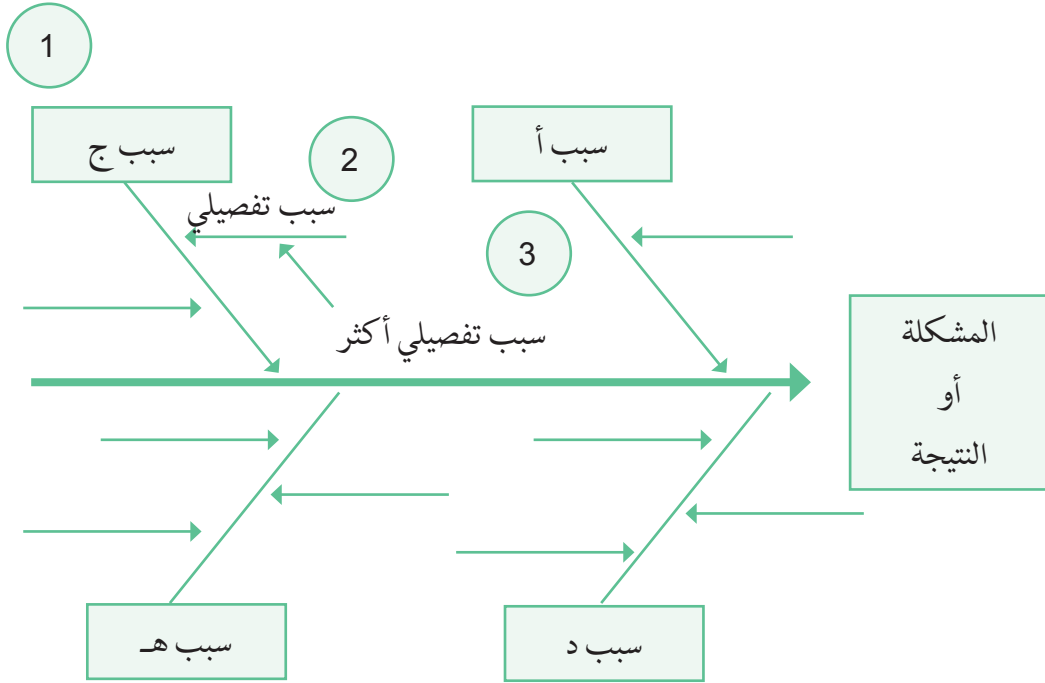 1
سبب أ
سبب ج
2
سبب تفصيلي
3
سبب تفصيلي أكثر
المشكلة
أو
النتيجة
سبب د
سبب هـ